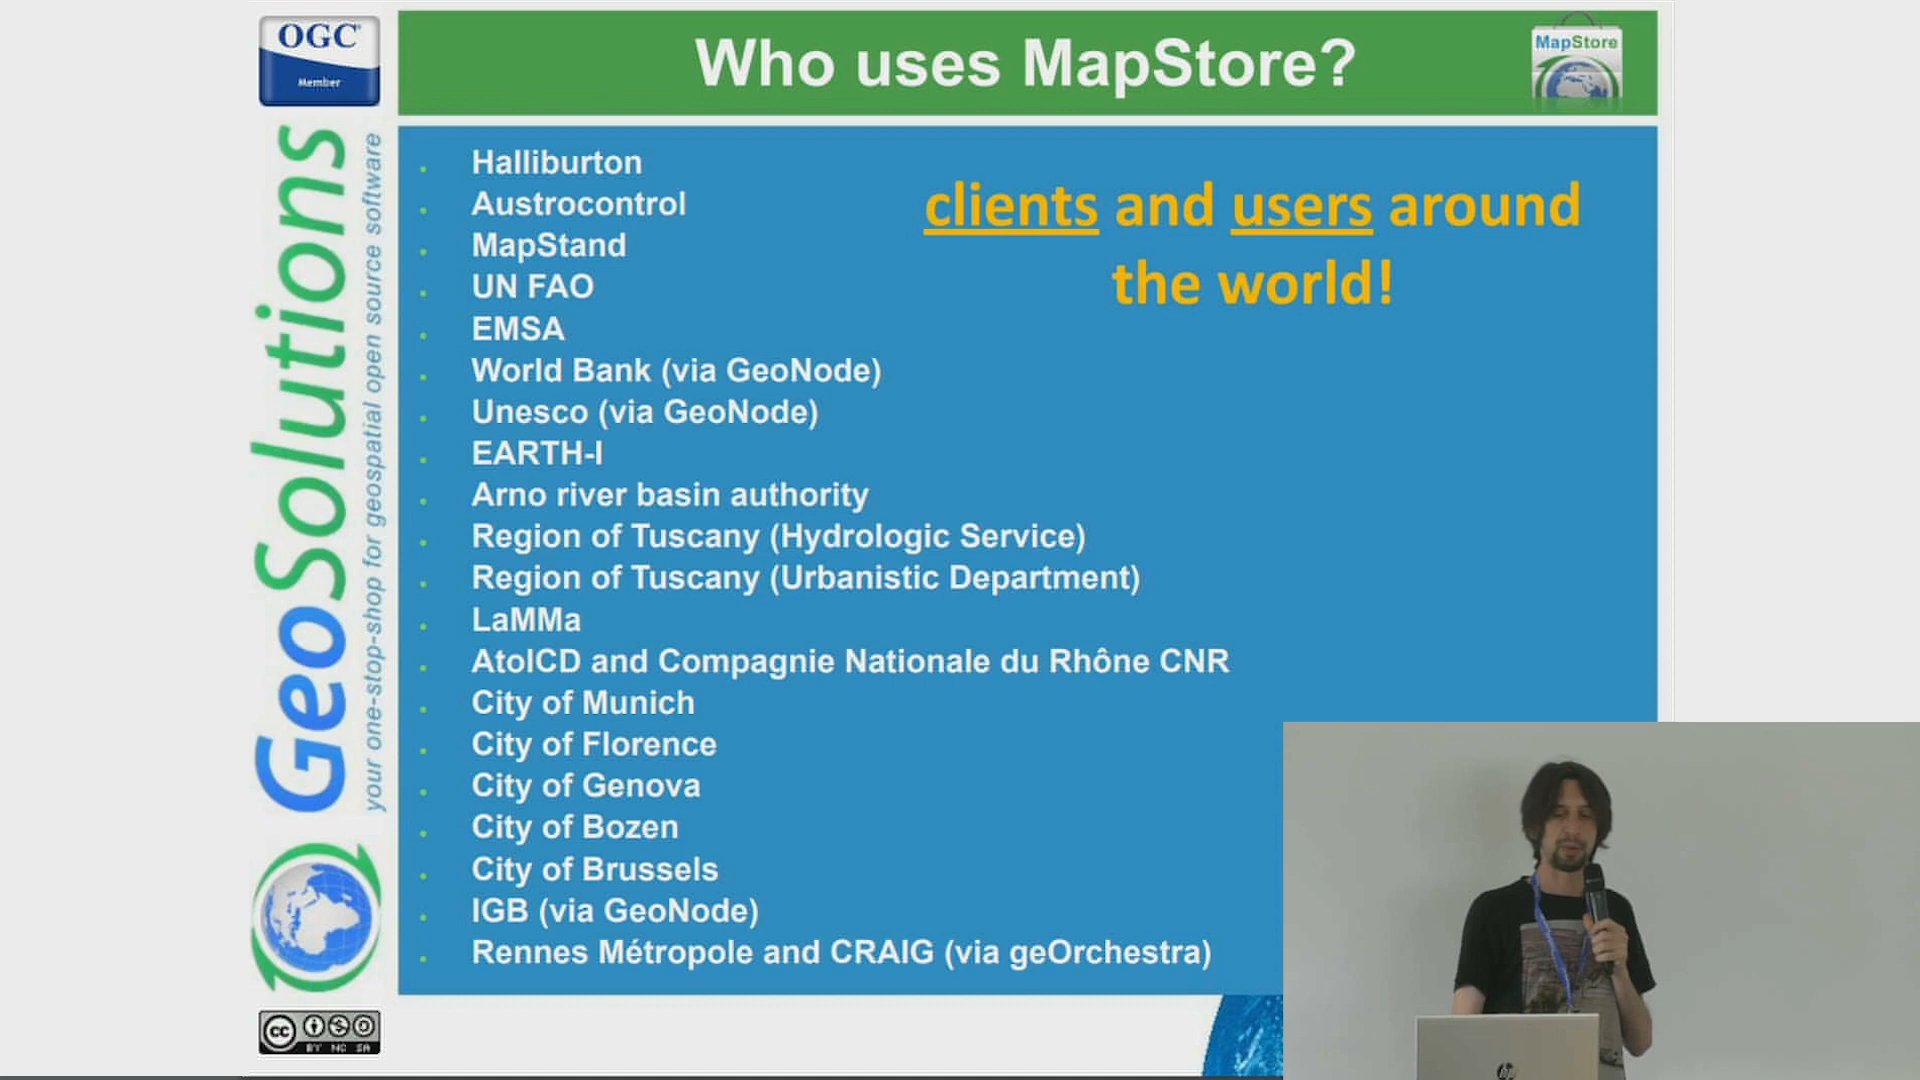 OGC
Member
Who uses MapStore?
MapStore
GeoSolutions
your one-stop-shop for geospatial open source software
clients and users around
the world!
Halliburton
Austrocontrol
MapStand
UN FAO
EMSA
World Bank (via GeoNode)
Unesco (via GeoNode)
EARTH-I
Arno river basin authority
Region of Tuscany (Hydrologic Service)
Region of Tuscany (Urbanistic Department)
LaMMa
AtolCD and Compagnie Nationale du Rhône CNR
City of Munich
City of Florence
City of Genova
City of Bozen
City of Brussels
IGB (via GeoNode)
Rennes Métropole and CRAIG (via geOrchestra)
cc
BY NC SA
hp